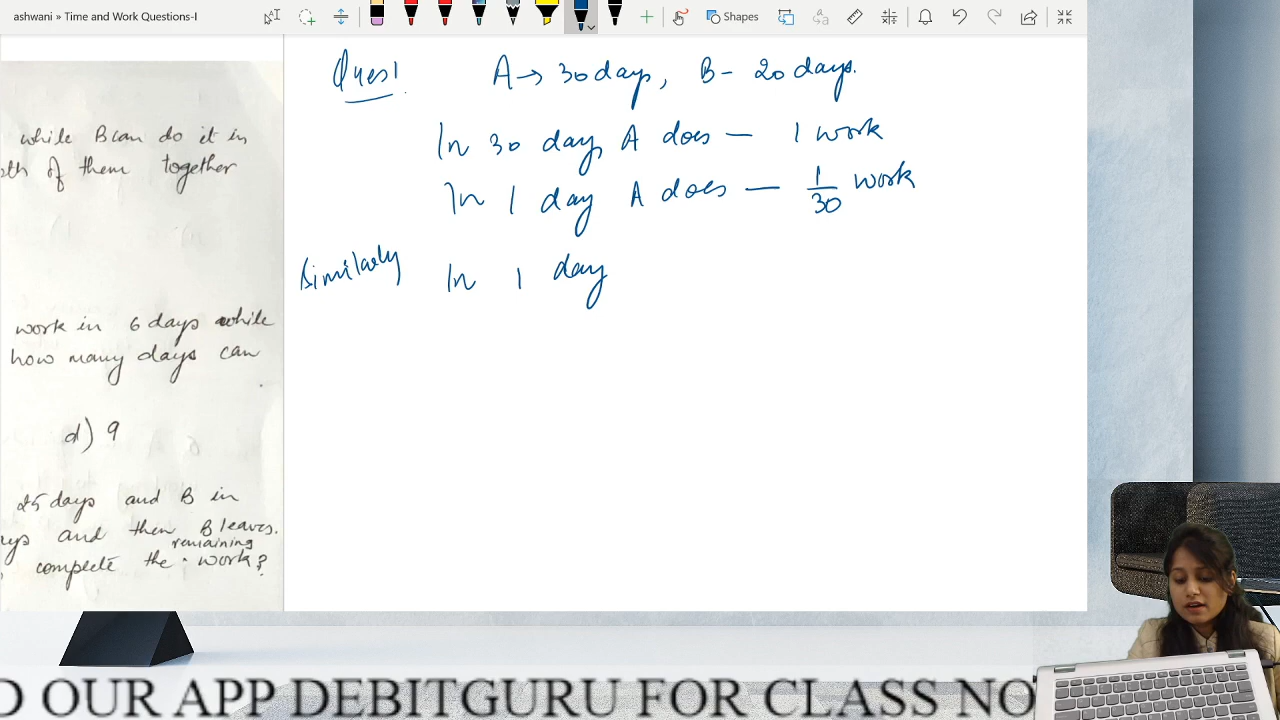 ashwani » Time and Work Questions-I
Shapes
while B can do it in
of them together
work in 6 days while
how many days can
d) 9
25 days and B in
and then B leaves.
remaining
complete the work?
Ques1 A→ 30 days, B- 20 days.
In 30 day, A does — 1 work
In 1 day A does — 1/30 work
Similarly In 1 day
D OUR APP DEBITGURU FOR CLASS NO